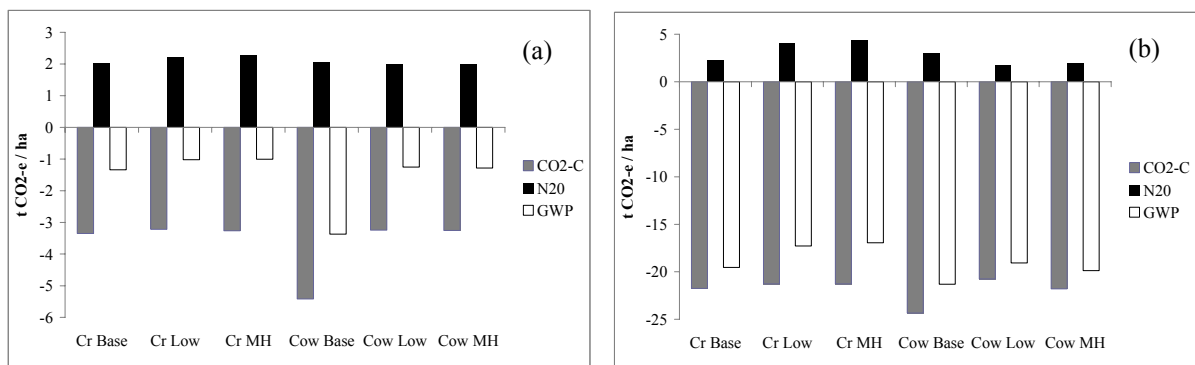 (a)
t CO2-e / ha
3
2
1
0
-1
-2
-3
-4
-5
-6
Cr Base Cr Low Cr MH Cow Base Cow Low Cow MH
CO2-C
N20
GWP
(b)
t CO2-e / ha
5
0
-5
-10
-15
-20
-25
Cr Base Cr Low Cr MH Cow Base Cow Low Cow MH
CO2-C
N20
GWP